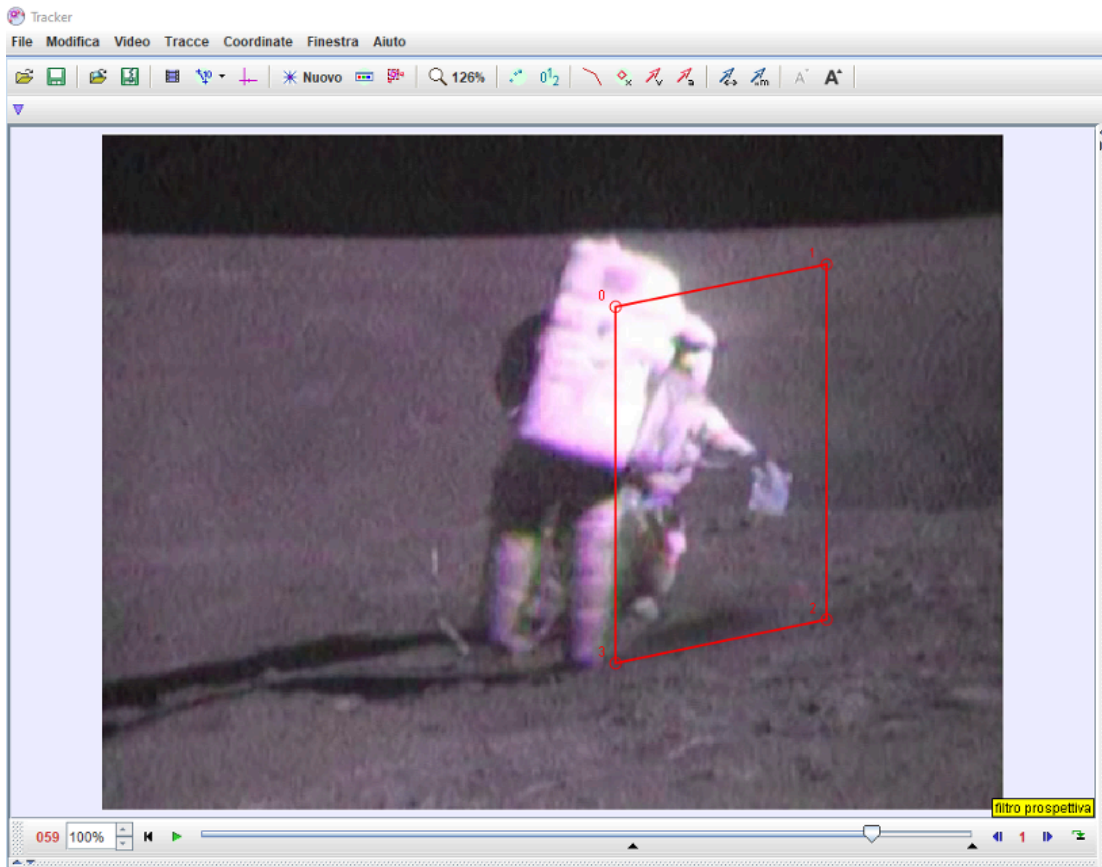 Tracker
File Modifica Video Tracce Coordinate Finestra Aiuto
Nuovo 126%
0
1
2
3
filtro prospettiva
059 100% 1